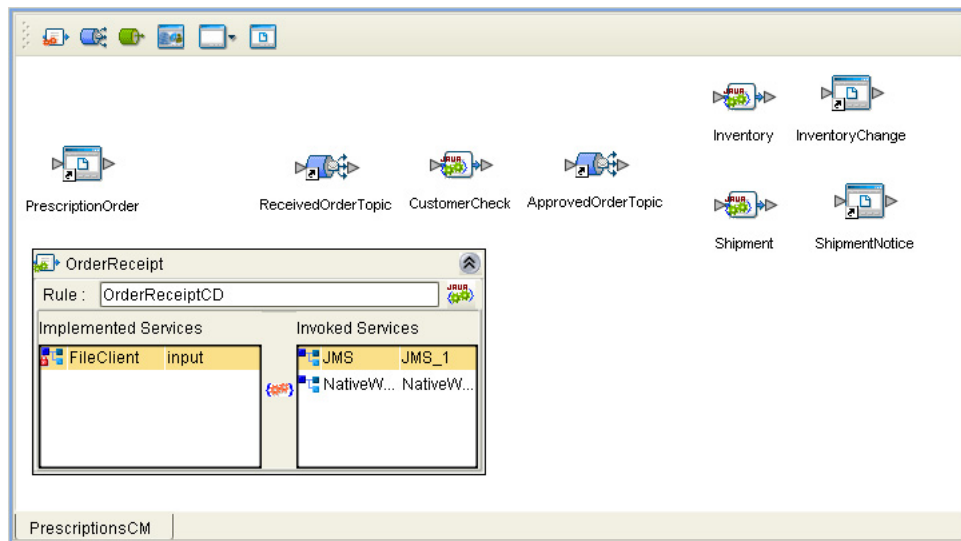 Inventory InventoryChange
PrescriptionOrder ReceivedOrderTopic CustomerCheck ApprovedOrderTopic
Shipment ShipmentNotice
OrderReceipt
Rule : OrderReceiptCD
Implemented Services Invoked Services
FileClient input JMS JMS_1
NativeW... NativeW...
PrescriptionsCM